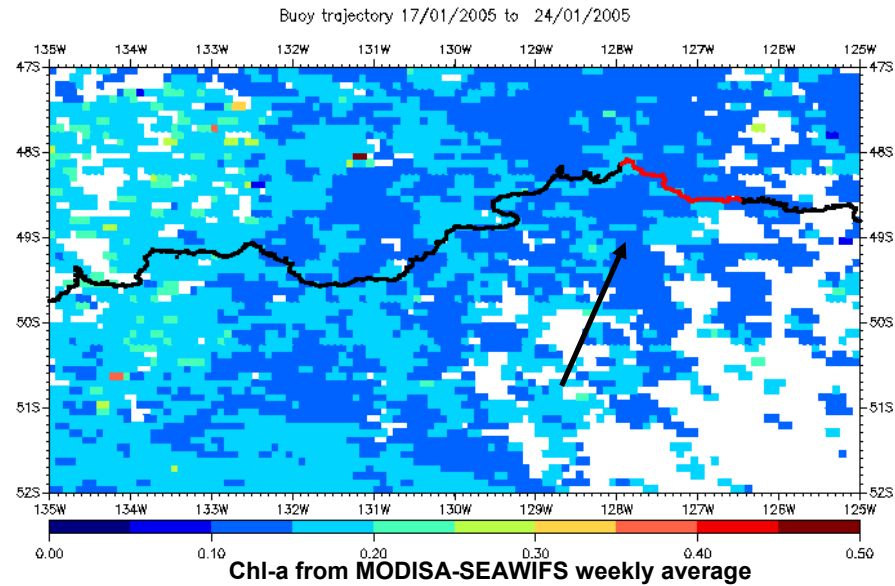 Buoy trajectory 17/01/2005 to 24/01/2005
135W 134W 133W 132W 131W 130W 129W 128W 127W 126W 125W
47S 47S
48S 48S
49S 49S
50S 50S
51S 51S
52S 52S
135W 134W 133W 132W 131W 130W 129W 128W 127W 126W 125W
0.00 0.10 0.20 0.30 0.40 0.50
Chl-a from MODISA-SEAWIFS weekly average